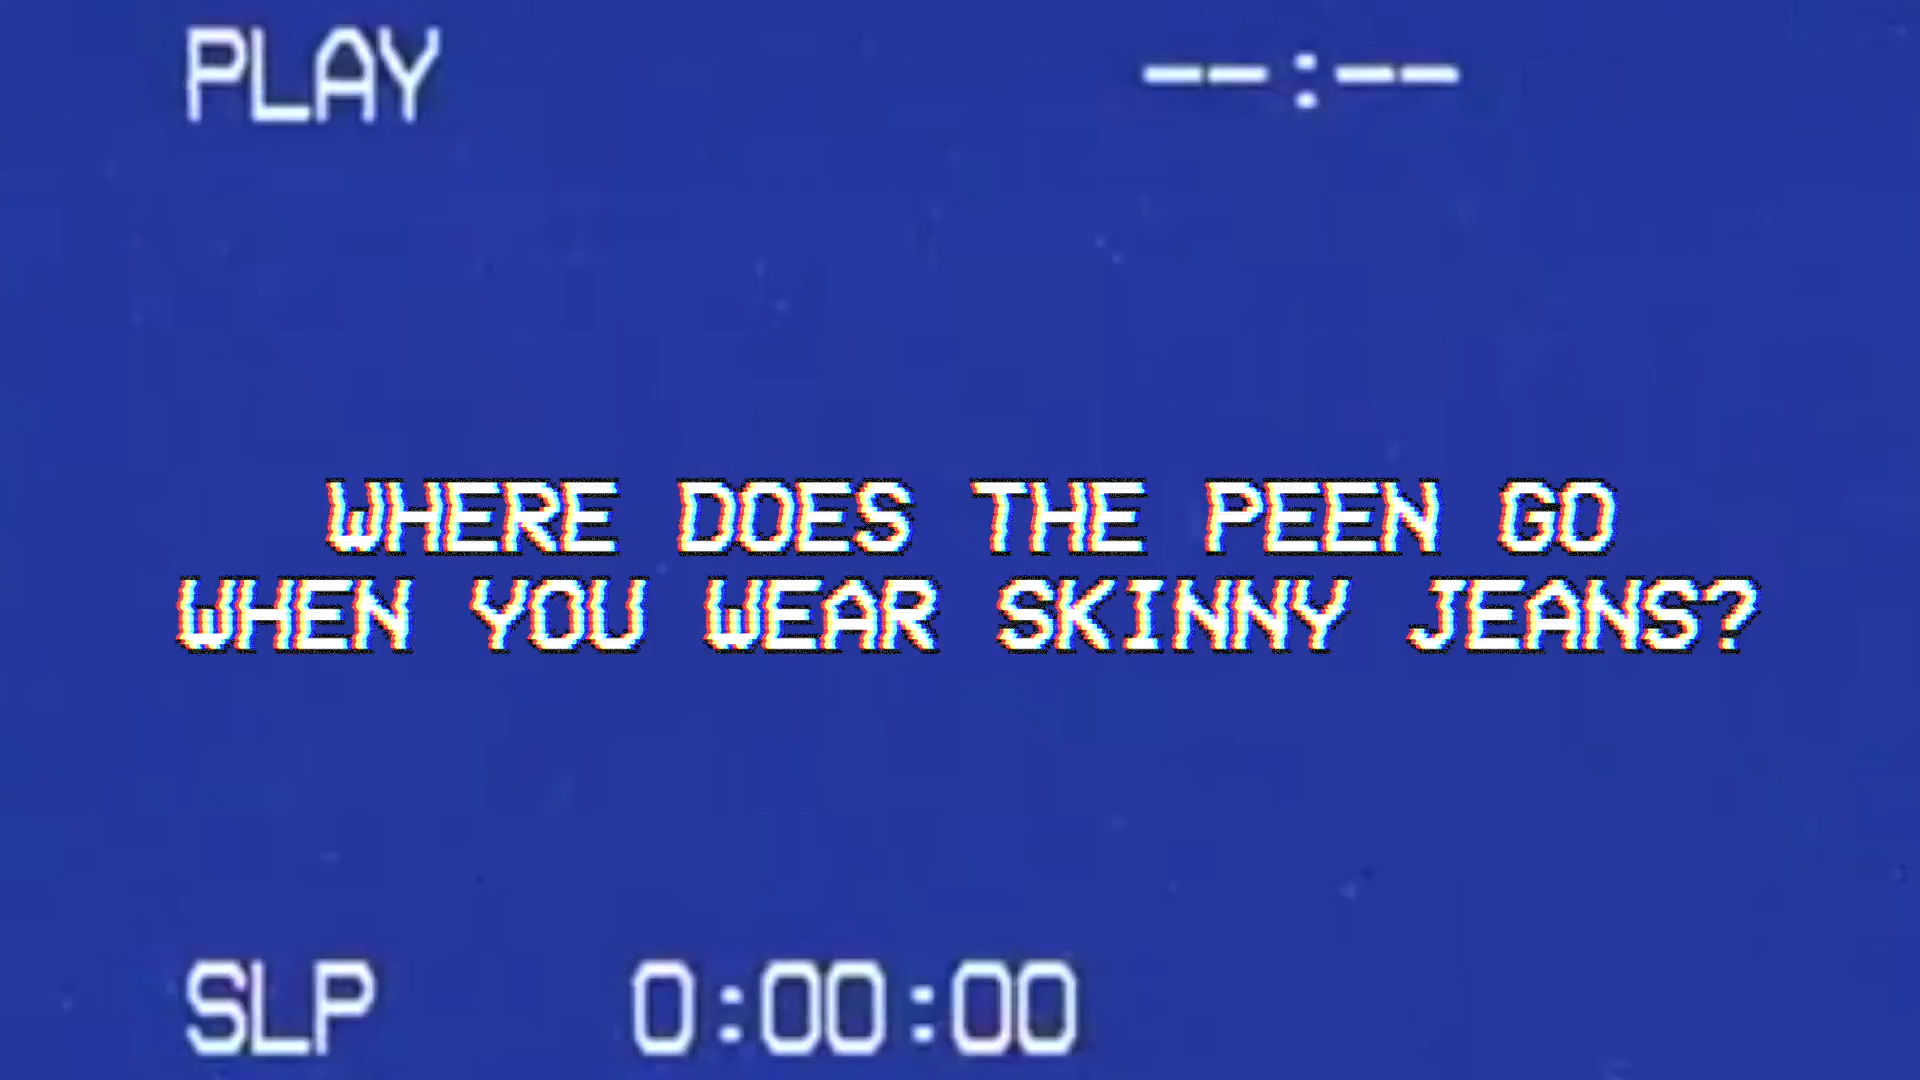 PLAY --:--
WHERE DOES THE PEEN GO
WHEN YOU WEAR SKINNY JEANS?
SLP 0:00:00